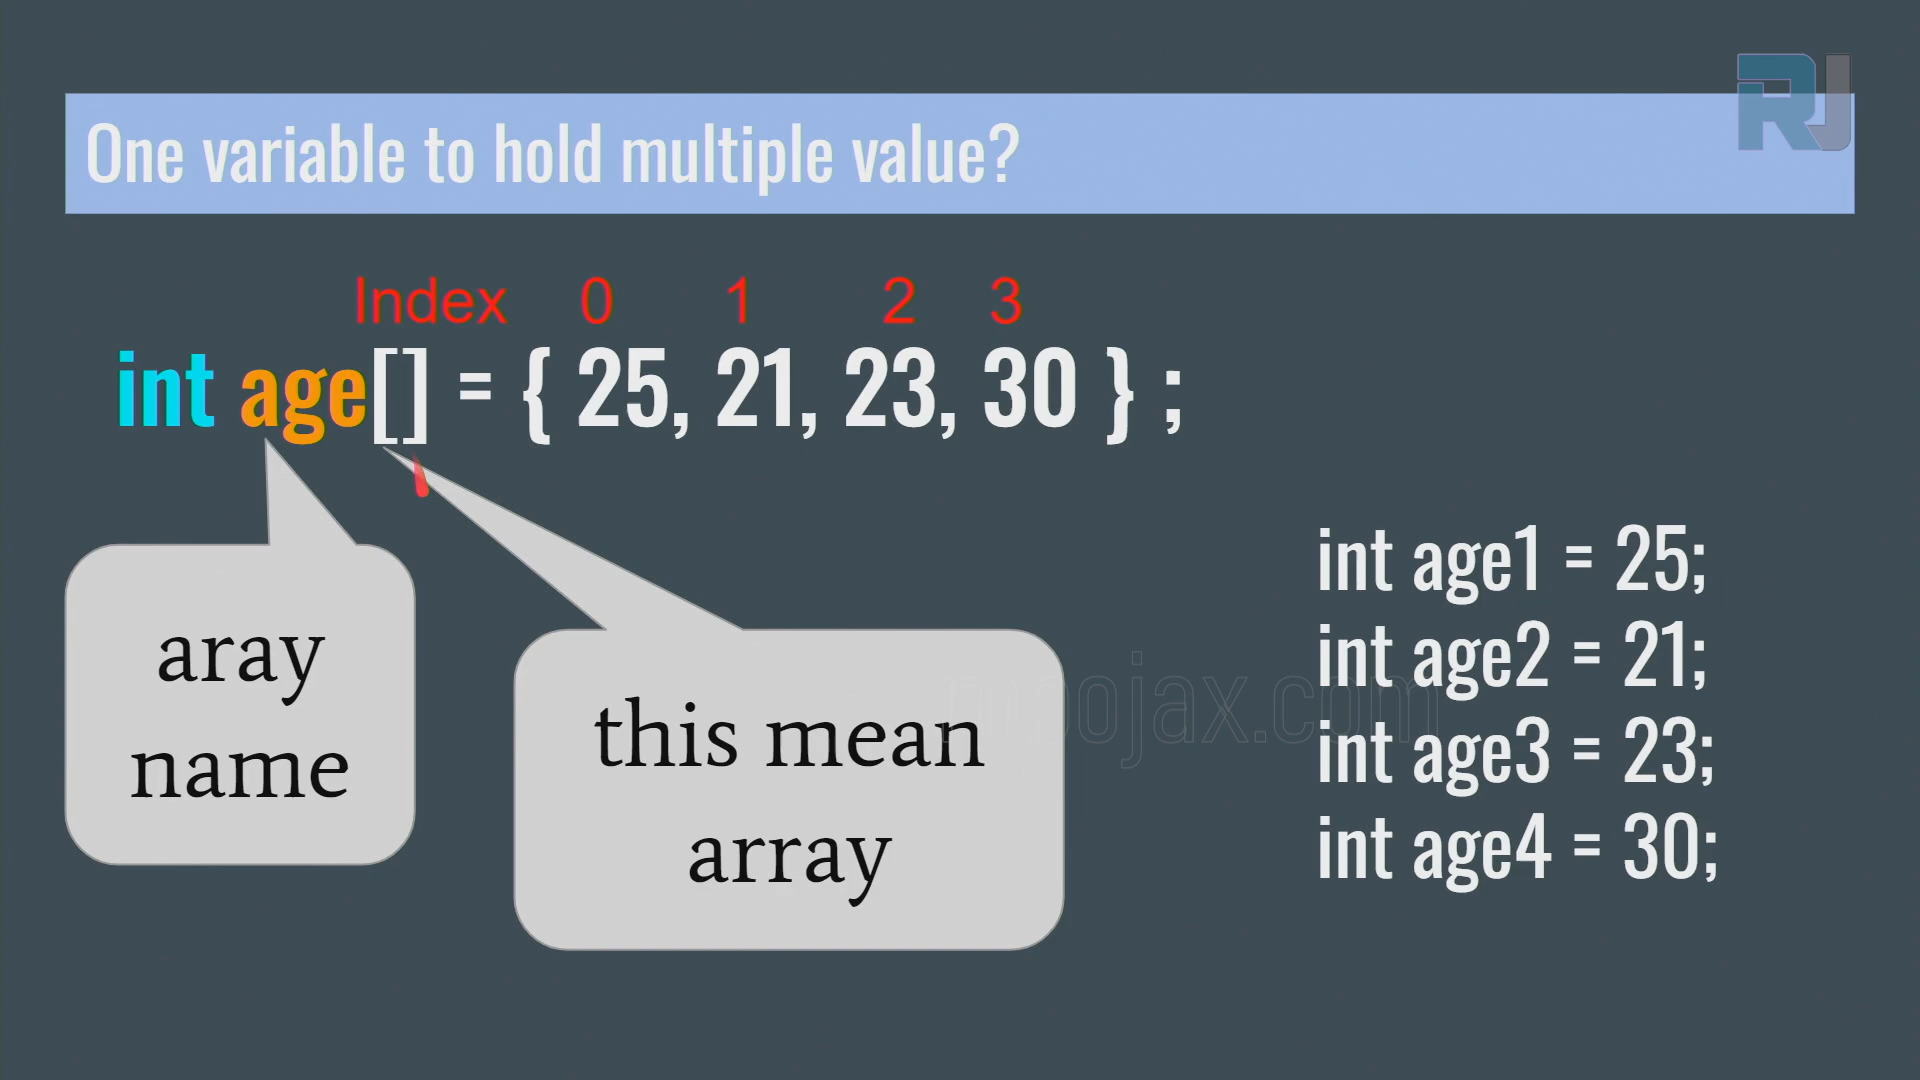 RJ
One variable to hold multiple value?
Index 0 1 2 3
int age[] = { 25, 21, 23, 30 } ;
aray
name
this mean
array
int age1 = 25;
int age2 = 21;
int age3 = 23;
int age4 = 30;